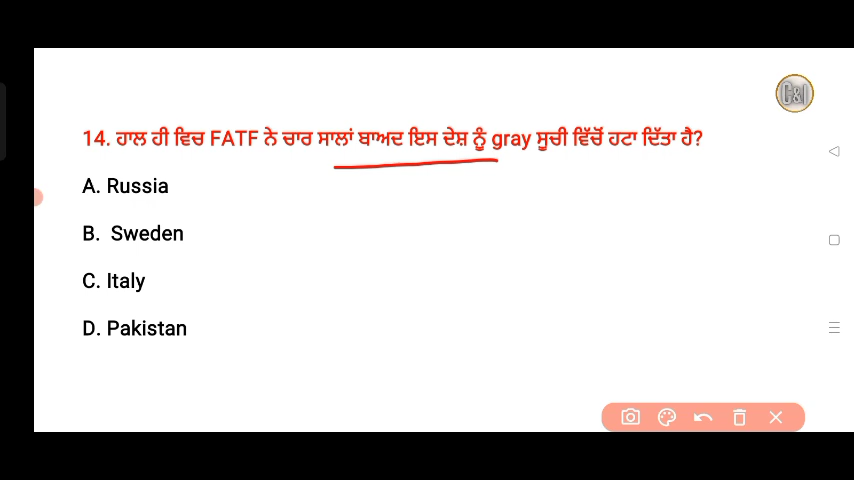 C&I
14. ਹਾਲ ਹੀ ਵਿਚ FATF ਨੇ ਚਾਰ ਸਾਲਾਂ ਬਾਅਦ ਇਸ ਦੇਸ਼ ਨੂੰ gray ਸੂਚੀ ਵਿੱਚੋਂ ਹਟਾ ਦਿੱਤਾ ਹੈ?
A. Russia
B. Sweden
C. Italy
D. Pakistan